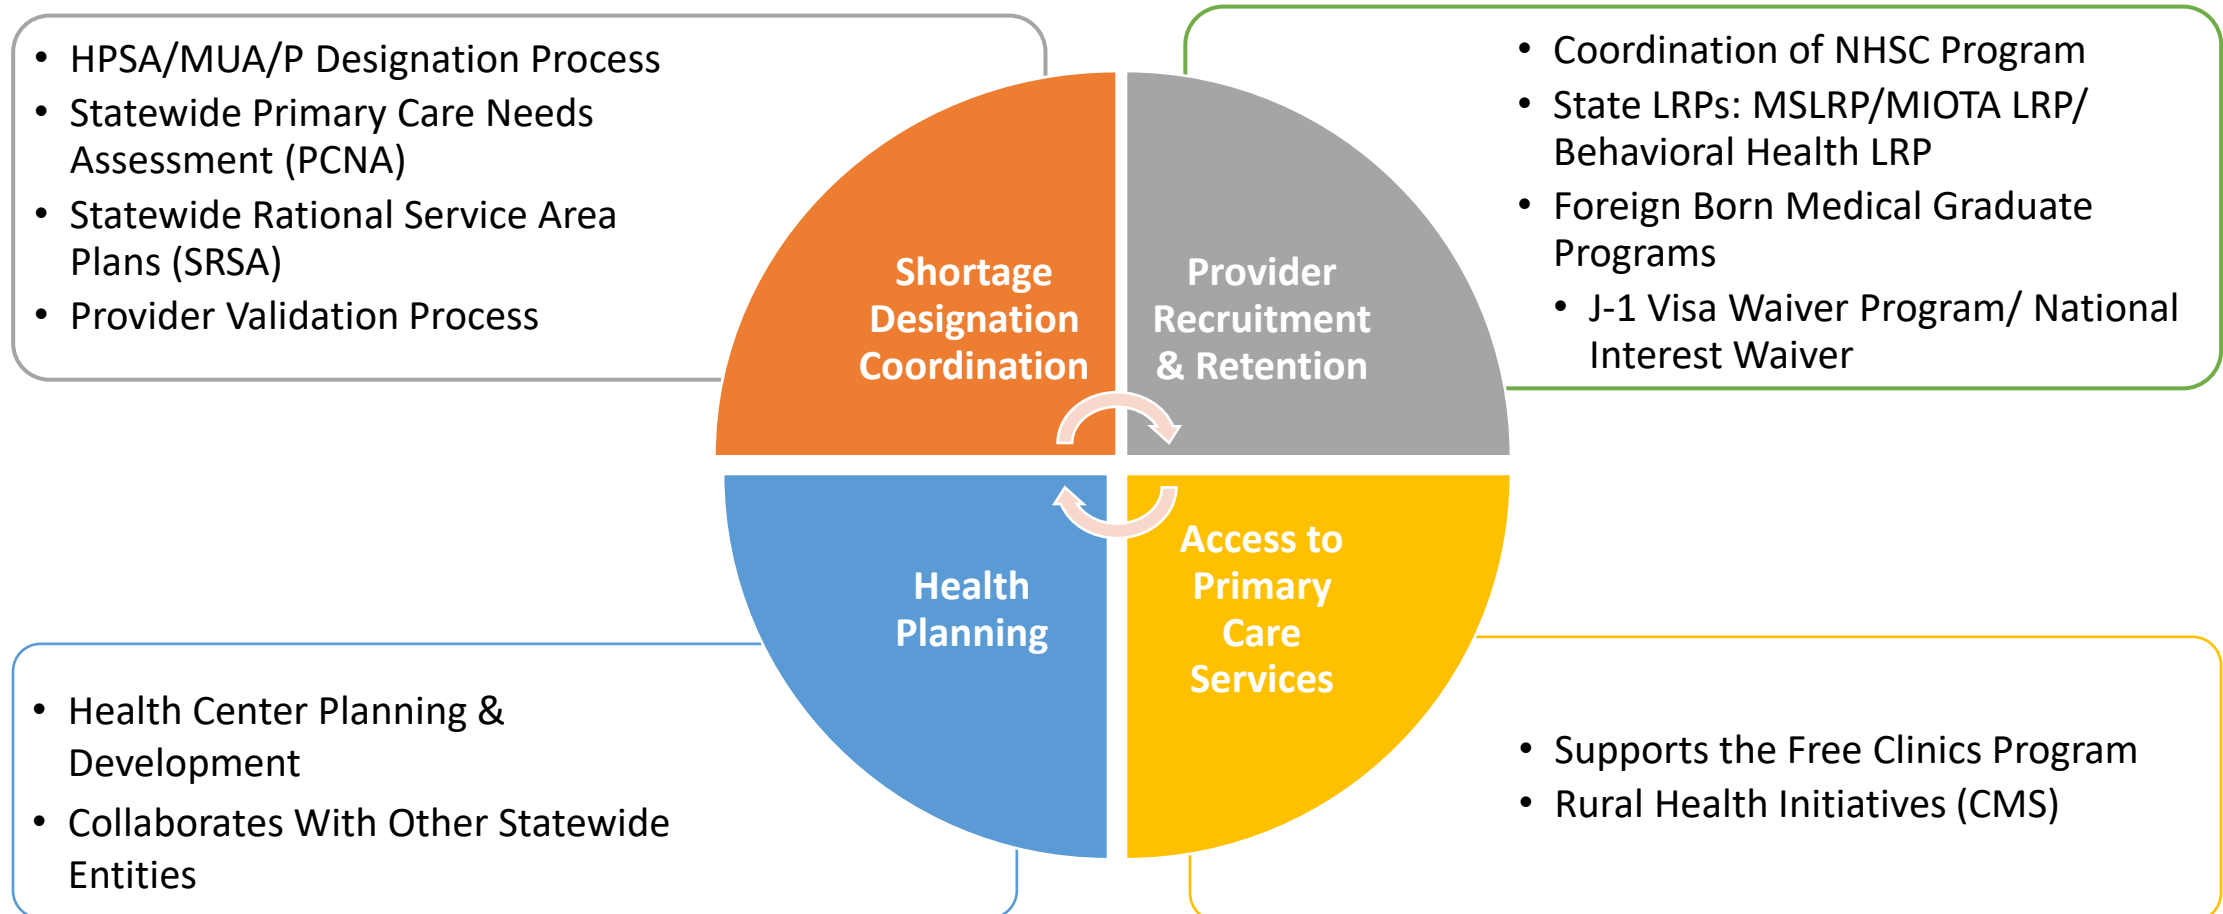 • HPSA/MUA/P Designation Process
• Statewide Primary Care Needs
Assessment (PCNA)
• Statewide Rational Service Area
Plans (SRSA)
• Provider Validation Process
• Coordination of NHSC Program
• State LRPs: MSLRP/MIOTA LRP/
Behavioral Health LRP
• Foreign Born Medical Graduate
Programs
• J-1 Visa Waiver Program/ National
Interest Waiver
Shortage
Designation
Coordination
Provider
Recruitment
& Retention
Health
Planning
Access to
Primary
Care
Services
• Health Center Planning &
Development
• Collaborates With Other Statewide
Entities
• Supports the Free Clinics Program
• Rural Health Initiatives (CMS)